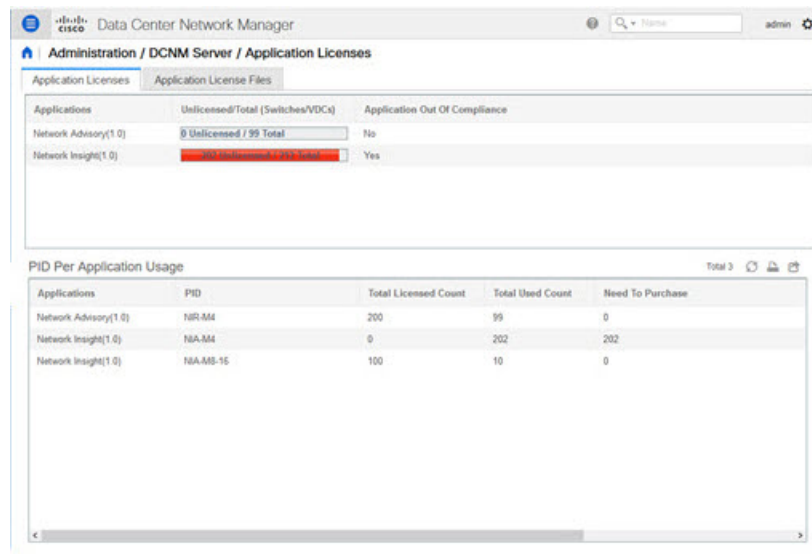 cisco Data Center Network Manager Name admin
Administration / DCNM Server / Application Licenses
Application Licenses Application License Files
Applications Unlicensed/Total (Switches/VDCs) Application Out Of Compliance
Network Advisory(1.0) 0 Unlicensed / 99 Total No
Network Insight(1.0) Unlicensed Total Yes
PID Per Application Usage Total 3
Applications PID Total Licensed Count Total Used Count Need To Purchase
Network Advisory(1.0) NIR-M4 200 99 0
Network Insight(1.0) NIA-M4 0 202 202
Network Insight(1.0) NIA-M8-16 100 10 0